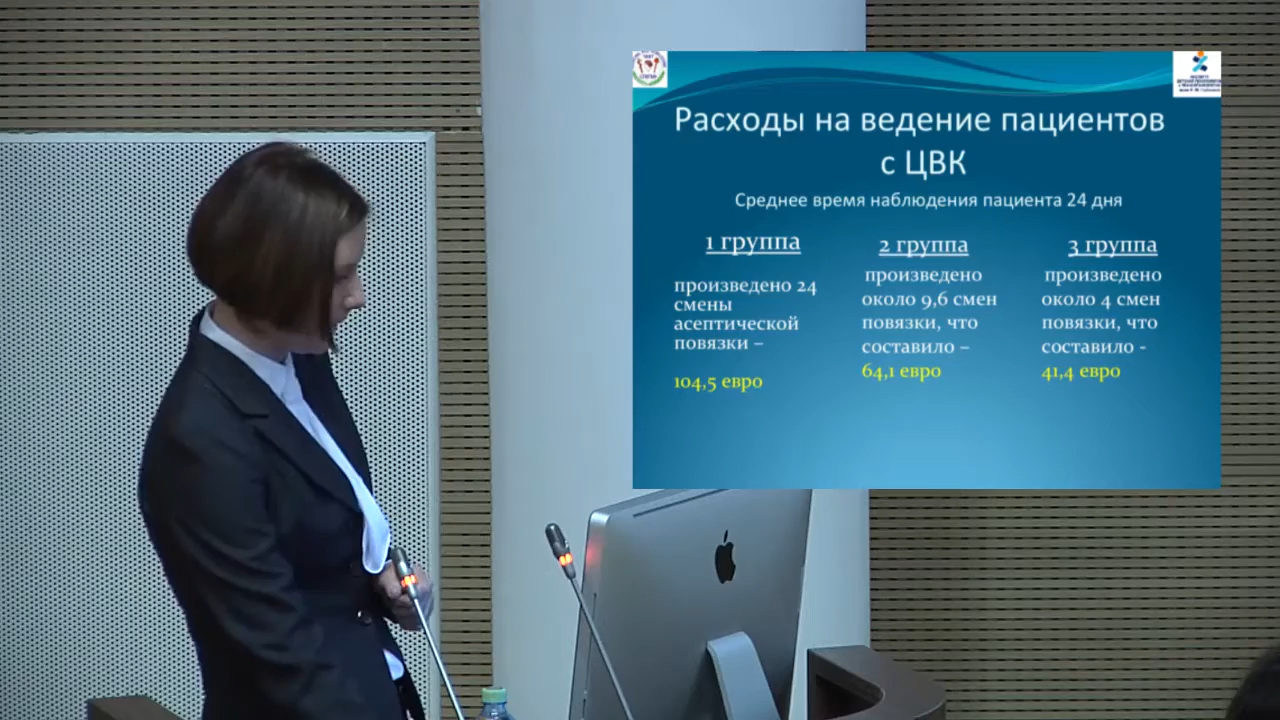 Расходы на ведение пациентов
с ЦВК
Среднее время наблюдения пациента 24 дня
1 группа
произведено 24
смены
асептической
повязки –
104,5 евро
2 группа
произведено
около 9,6 смен
повязки, что
составило –
64,1 евро
3 группа
произведено
около 4 смен
повязки, что
составило -
41,4 евро